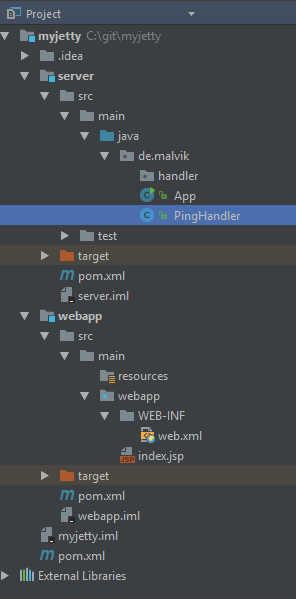 Project
myjetty C:\git\myjetty
.idea
server
src
main
java
de.malvik
handler
App
PingHandler
test
target
pom.xml
server.iml
webapp
src
main
resources
webapp
WEB-INF
web.xml
JSP index.jsp
target
pom.xml
webapp.iml
myjetty.iml
pom.xml
External Libraries